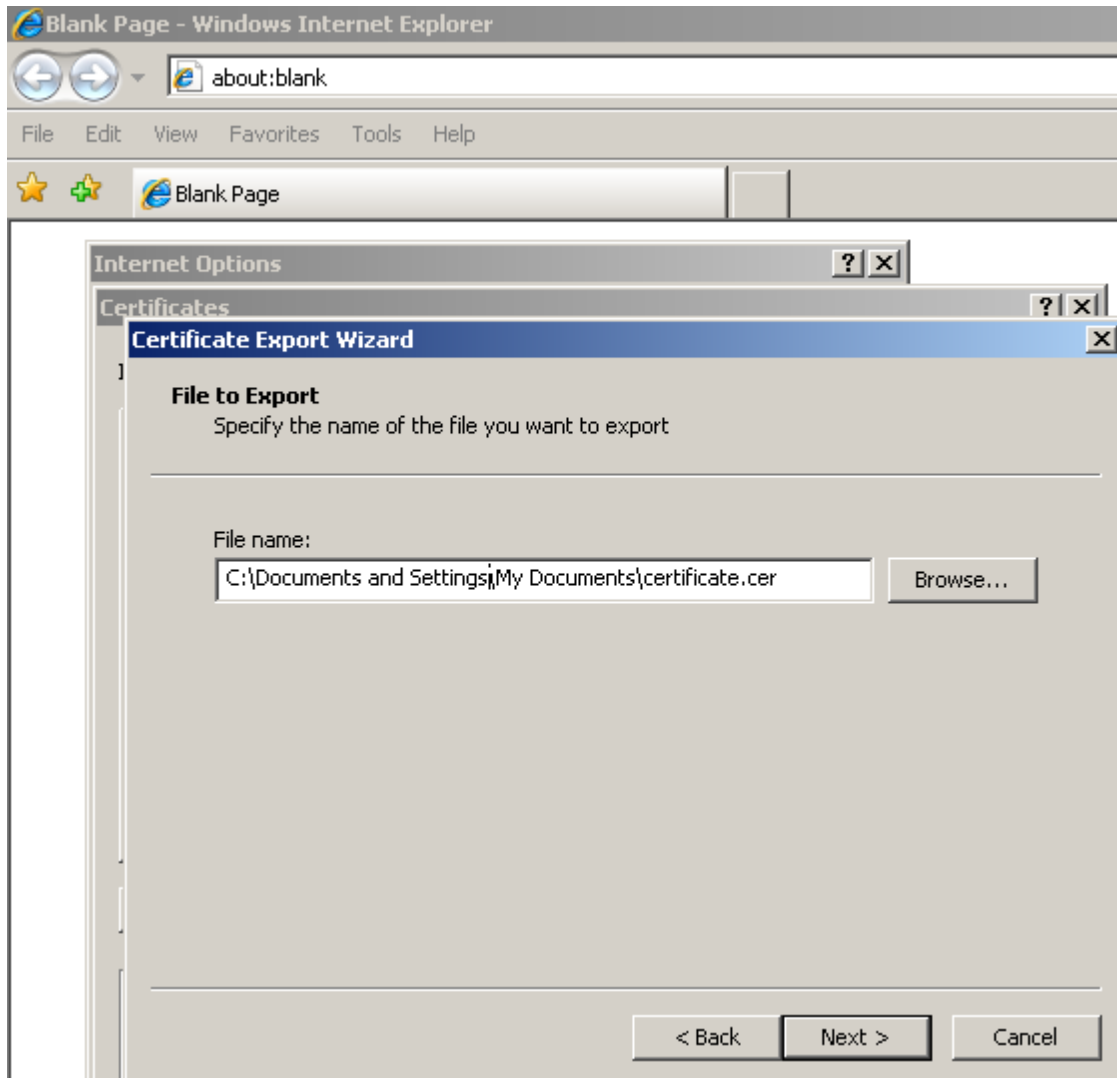 Blank Page - Windows Internet Explorer
about:blank
File Edit View Favorites Tools Help
Blank Page
Internet Options
Certificates
Certificate Export Wizard
File to Export
Specify the name of the file you want to export
File name:
C:\Documents and Settings\My Documents\certificate.cer
Browse...
< Back Next > Cancel